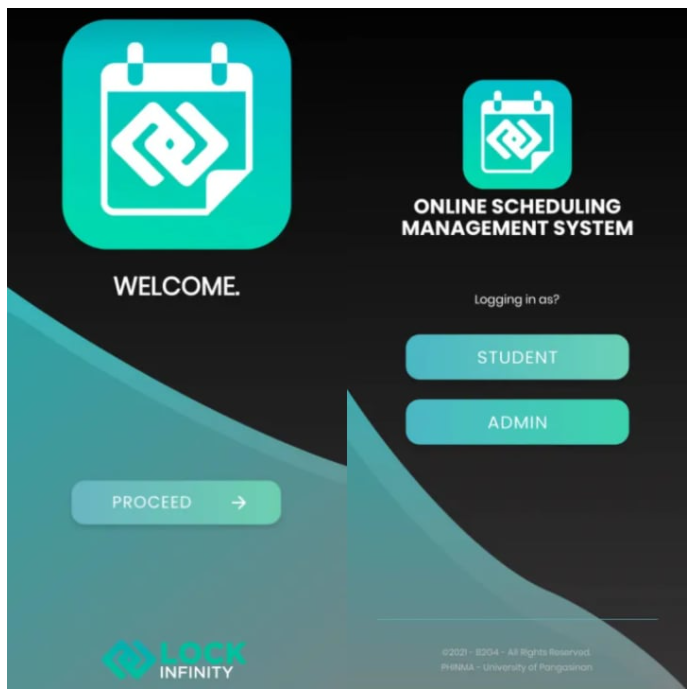 WELCOME.
PROCEED
LOCK
INFINITY
ONLINE SCHEDULING
MANAGEMENT SYSTEM
Logging in as?
STUDENT
ADMIN
©2021 - B2G4 - All Rights Reserved.
PHINMA - University of Pangasinan